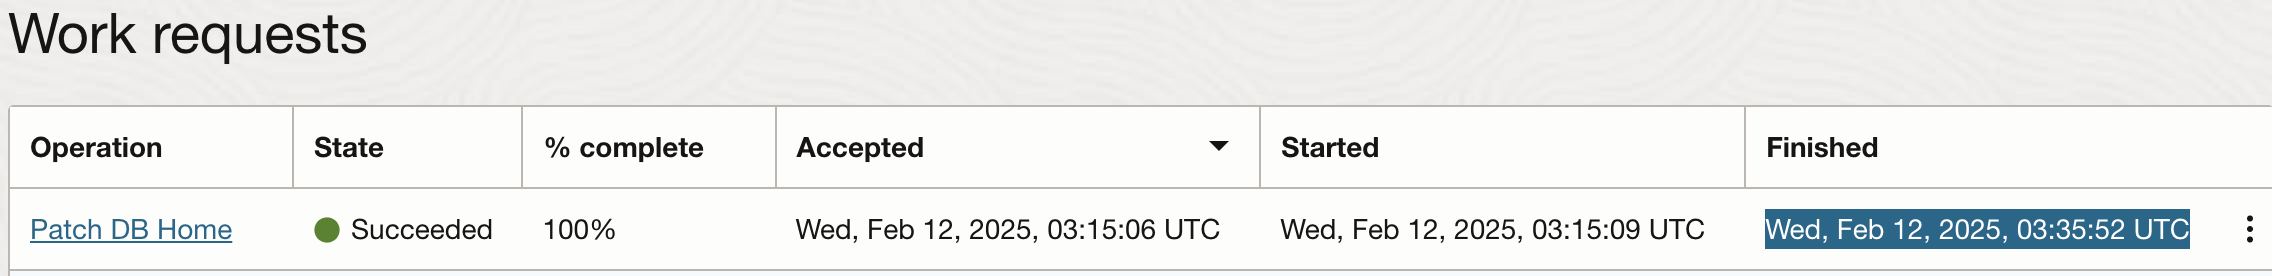 Work requests
Operation State % complete Accepted Started Finished
Patch DB Home Succeeded 100% Wed, Feb 12, 2025, 03:15:06 UTC Wed, Feb 12, 2025, 03:15:09 UTC Wed, Feb 12, 2025, 03:35:52 UTC